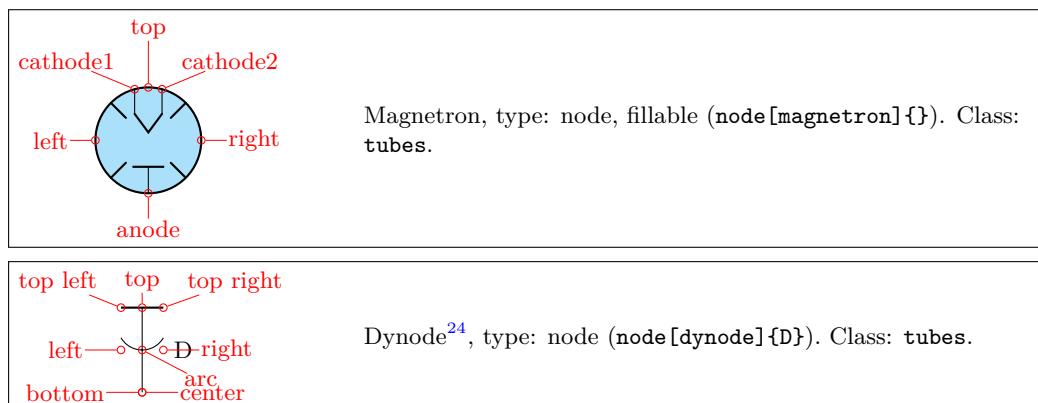 top
cathode1 cathode2
left right
anode
Magnetron, type: node, fillable (node[magnetron]{}). Class:
tubes.
top left top top right
left D right
arc
bottom center
Dynode24, type: node (node[dynode]{D}). Class: tubes.